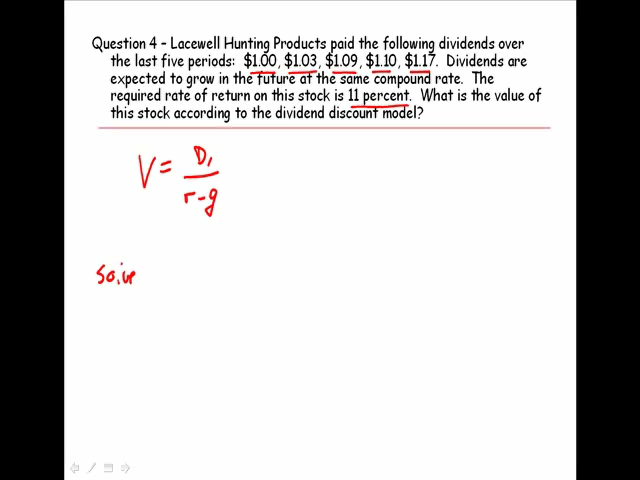 Question 4 – Lacewell Hunting Products paid the following dividends over
the last five periods: $1.00, $1.03, $1.09, $1.10, $1.17. Dividends are
expected to grow in the future at the same compound rate. The
required rate of return on this stock is 11 percent. What is the value of
this stock according to the dividend discount model?
V = D₁
r - g